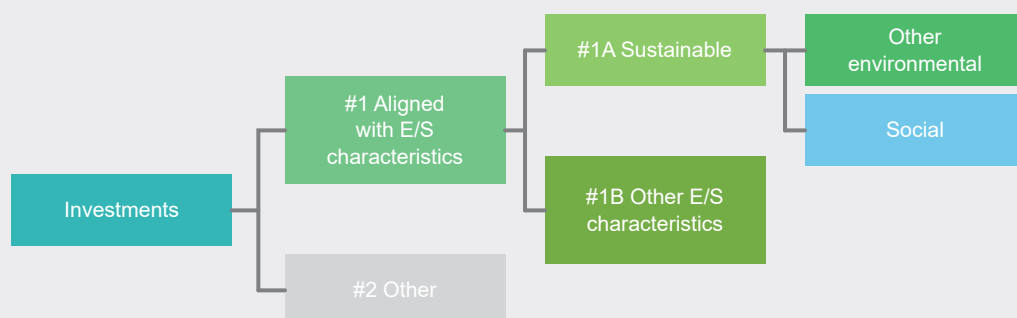 Investments
#1 Aligned
with E/S
characteristics
#2 Other
#1A Sustainable
#1B Other E/S
characteristics
Other
environmental
Social